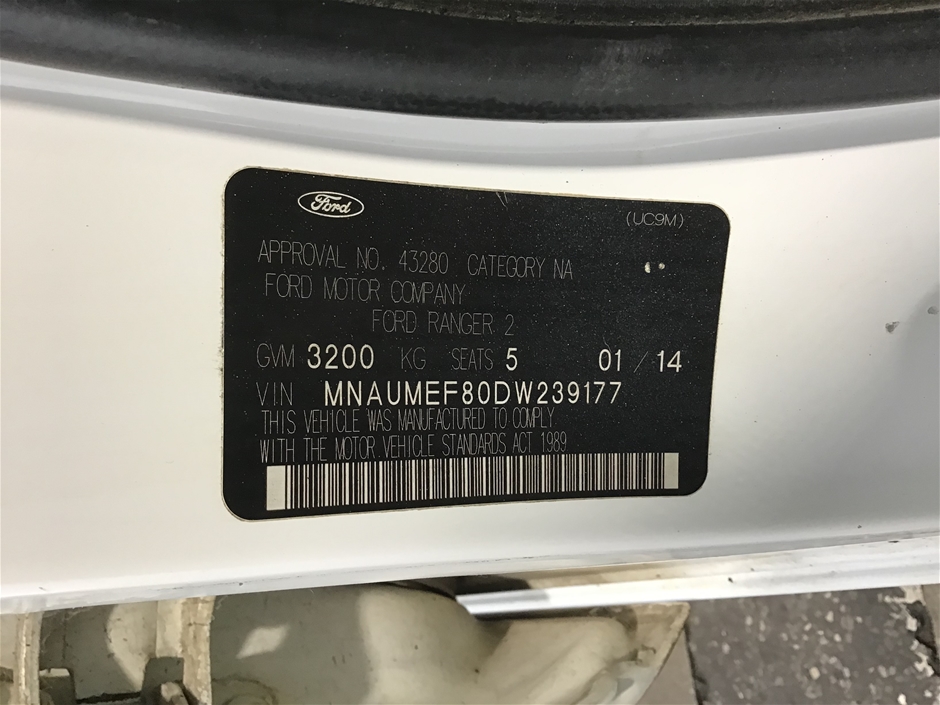 Ford
(UC9M)
APPROVAL NO. 43280 CATEGORY NA
FORD MOTOR COMPANY
FORD RANGER 2
GVM 3200 KG SEATS 5 01 / 14
VIN MNAUMEF80DW239177
THIS VEHICLE WAS MANUFACTURED TO COMPLY
WITH THE MOTOR VEHICLE STANDARDS ACT 1989